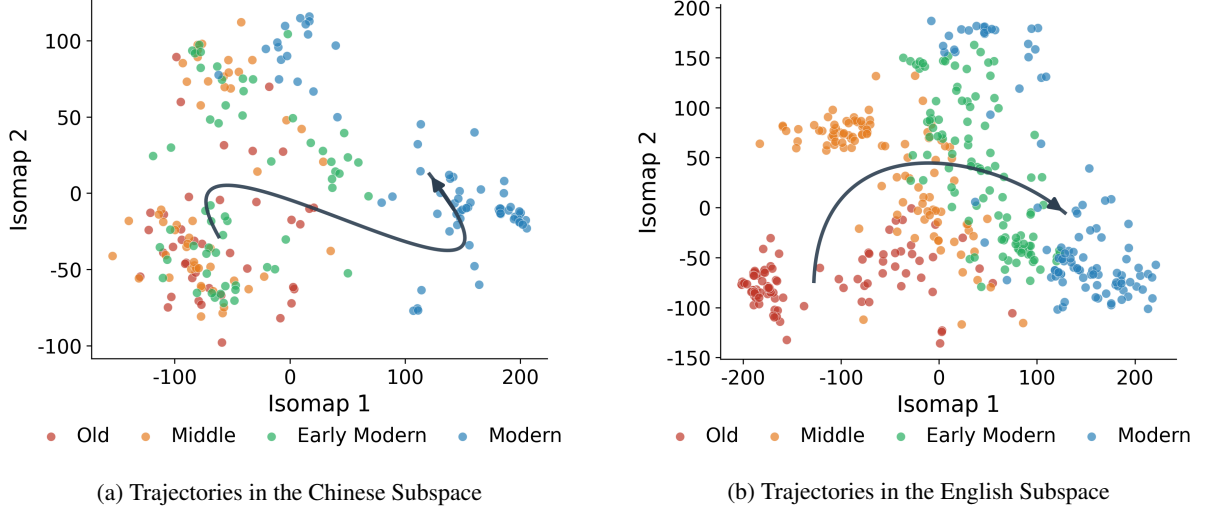 100
50
0
-50
-100
Isomap 2
-100 0 100 200
Isomap 1
Old Middle Early Modern Modern
(a) Trajectories in the Chinese Subspace
200
150
100
50
0
-50
-100
-150
Isomap 2
-200 -100 0 100 200
Isomap 1
Old Middle Early Modern Modern
(b) Trajectories in the English Subspace